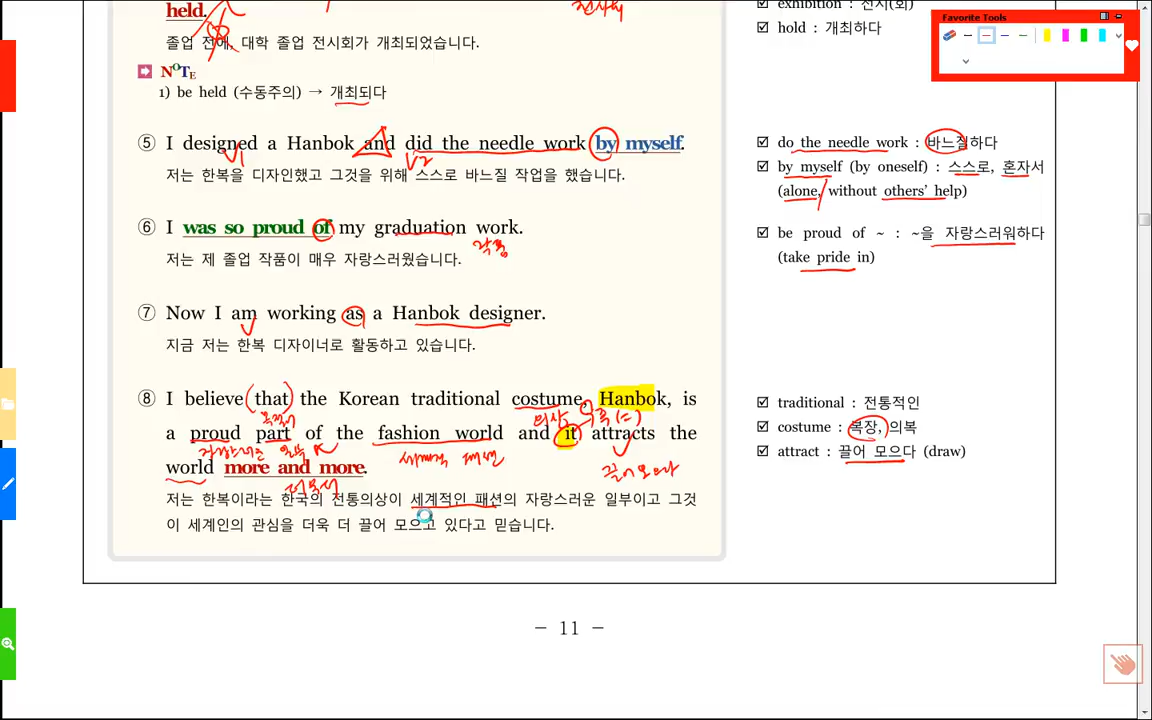 held.
졸업 전에, 대학 졸업 전시회가 개최되었습니다.
NOTE
1) be held (수동주의) → 개최되다
⑤ I designed a Hanbok and did the needle work by myself.
V1
V2
저는 한복을 디자인했고 그것을 위해 스스로 바느질 작업을 했습니다.
⑥ I was so proud of my graduation work.
작품
저는 제 졸업 작품이 매우 자랑스러웠습니다.
⑦ Now I am working as a Hanbok designer.
지금 저는 한복 디자이너로 활동하고 있습니다.
⑧ I believe (that) the Korean traditional costume, Hanbok, is
의상
a proud part of the fashion world and it attracts the
일부
끌어모으다
world more and more.
더욱더
저는 한복이라는 한국의 전통의상이 세계적인 패션의 자랑스러운 일부이고 그것
이 세계인의 관심을 더욱 더 끌어 모으고 있다고 믿습니다.
- 11 -
exhibition : 전시(회)
☑ hold : 개최하다
☑ do the needle work : 바느질하다
☑ by myself (by oneself) : 스스로, 혼자서
(alone, without others' help)
☑ be proud of ~ : ~을 자랑스러워하다
(take pride in)
☑ traditional : 전통적인
☑ costume : 복장, 의복
☑ attract : 끌어 모으다 (draw)
Favorite Tools